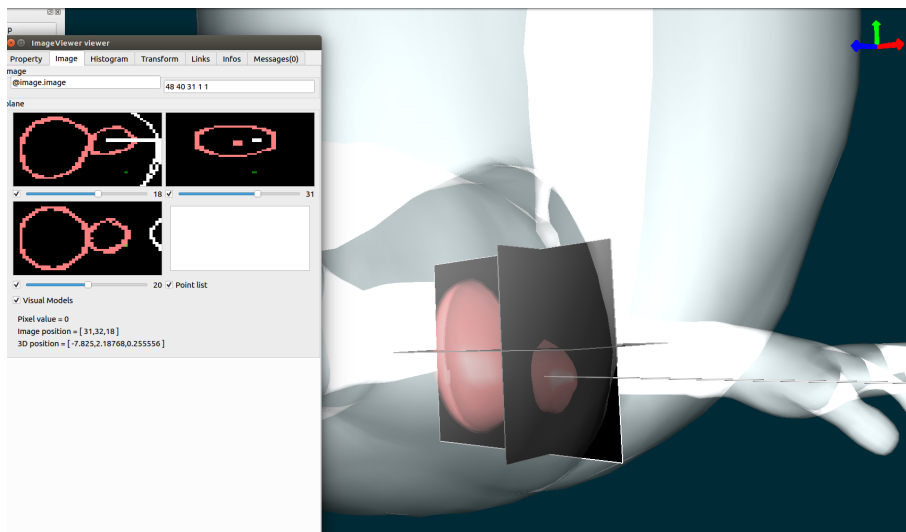 p
ImageViewer viewer
Property Image Histogram Transform Links Infos Messages(0)
@image.image
48 40 31 1 1
18
31
20
Point list
Visual Models
Pixel value = 0
Image position = [ 31,32,18 ]
3D position = [ -7.825,2.18768,0.255556 ]